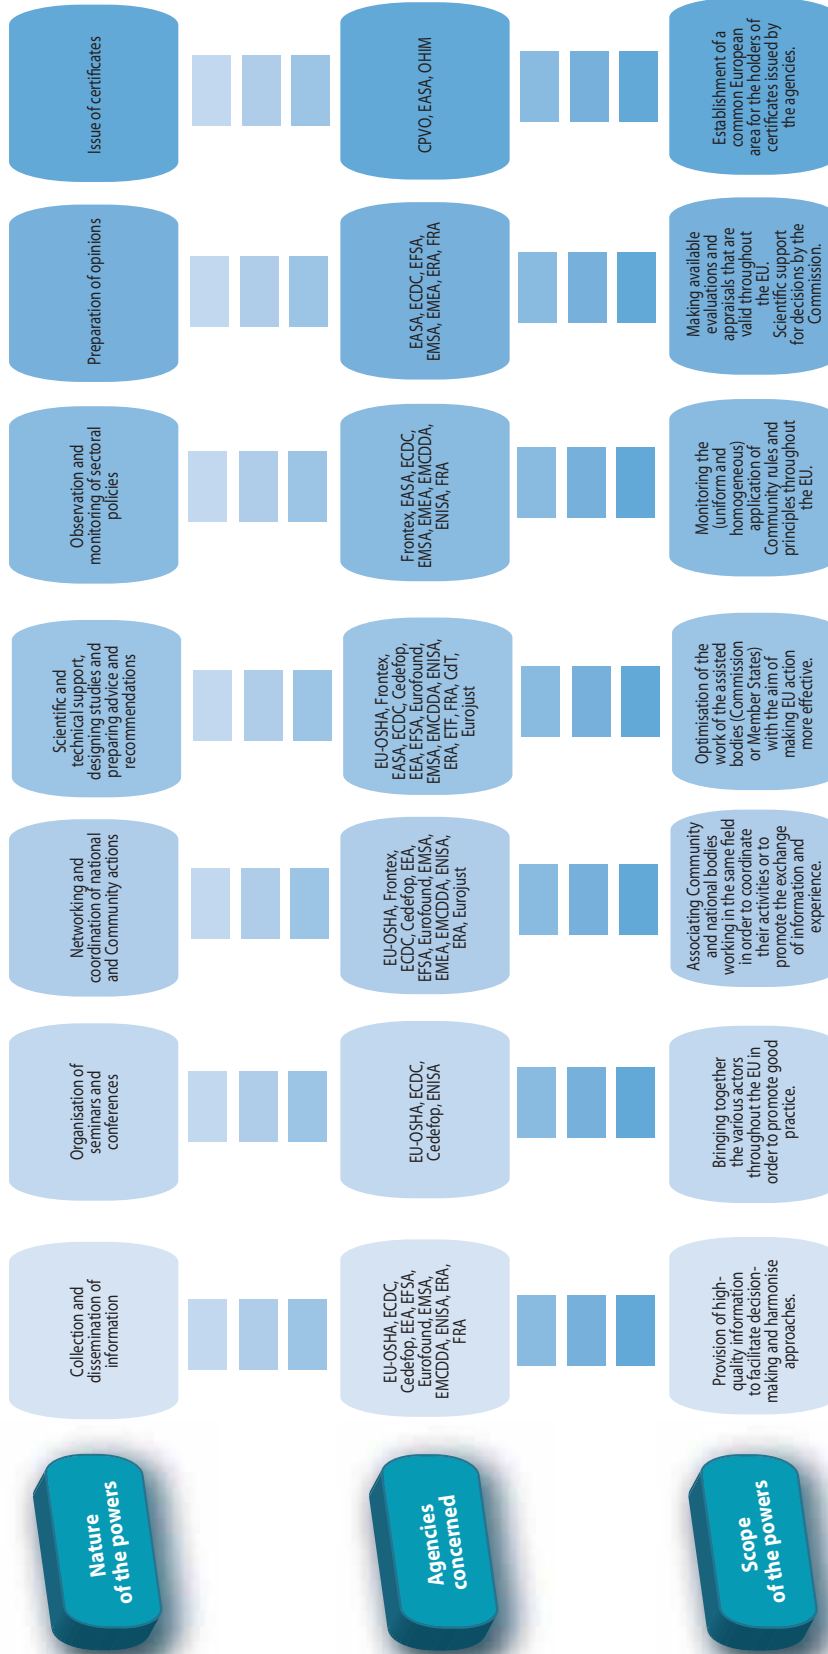 Nature
of the powers
Collection and
dissemination of
information
Organisation of
seminars and
conferences
Networking and
coordination of national
and Community actions
Scientific and
technical support,
designing studies and
preparing advice and
recommendations
Observation and
monitoring of sectoral
policies
Preparation of opinions
Issue of certificates
Agencies
concerned
EU-OSHA, ECDC,
Cedefop, EEA, EFSA,
Eurofound, EMSA,
EMCDDA, ENISA, ERA,
FRA
EU-OSHA, ECDC,
Cedefop, ENISA
EU-OSHA, Frontex,
ECDC, Cedefop, EEA,
EFSA, Eurofound, EMSA,
EMEA, EMCDDA, ENISA,
ERA, Eurojust
EU-OSHA, Frontex,
EASA, ECDC, Cedefop,
EEA, EFSA, Eurofound,
EMSA, EMCDDA, ENISA,
ERA, ETF, FRA, CdT,
Eurojust
Frontex, EASA, ECDC,
EMSA, EMEA, EMCDDA,
ENISA, FRA
EASA, ECDC, EFSA,
EMSA, EMEA, ERA, FRA
CPVO, EASA, OHIM
Scope
of the powers
Provision of high-
quality information
to facilitate decision-
making and harmonise
approaches.
Bringing together
the various actors
throughout the EU in
order to promote good
practice.
Associating Community
and national bodies
working in the same field
in order to coordinate
their activities or to
promote the exchange
of information and
experience.
Optimisation of the
work of the assisted
bodies (Commission
or Member States)
with the aim of
making EU action
more effective.
Monitoring the
(uniform and
homogeneous)
application of
Community rules and
principles throughout
the EU.
Making available
evaluations and
appraisals that are
valid throughout
the EU.
Scientific support
for decisions by the
Commission.
Establishment of a
common European
area for the holders of
certificates issued by
the agencies.